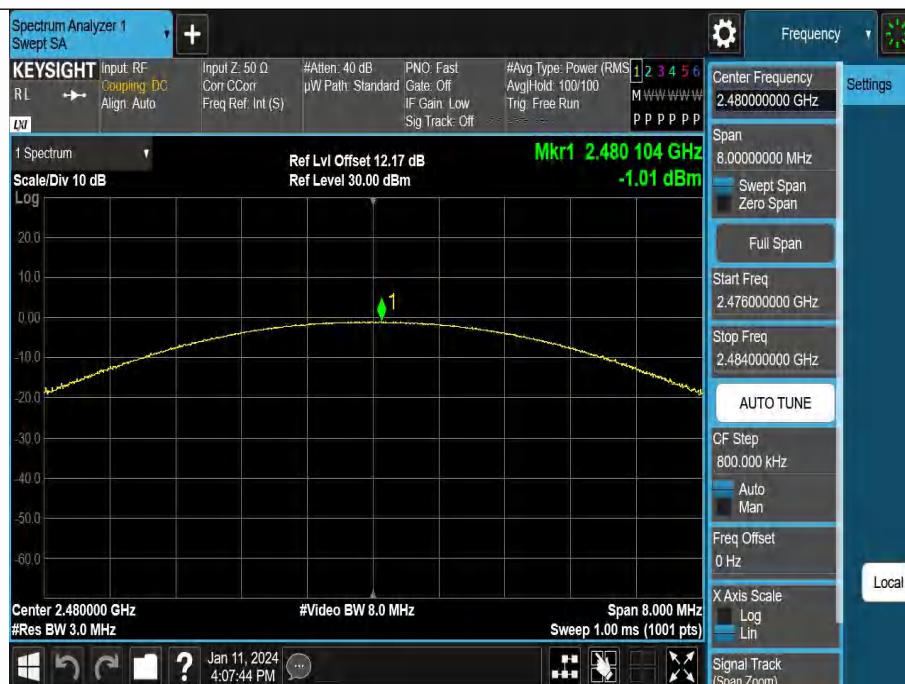 Spectrum Analyzer 1
Swept SA
Frequency
Settings
KEYSIGHT
RL
LXI
Input: RF
Coupling: DC
Align: Auto
Input Z: 50 Ω
Corr CCorr
Freq Ref: Int (S)
#Atten: 40 dB
µW Path: Standard
PNO: Fast
Gate: Off
IF Gain: Low
Sig Track: Off
#Avg Type: Power (RMS
Avg|Hold: 100/100
Trig: Free Run
1 2 3 4 5 6
M W W W W W
P P P P P P
1 Spectrum
Scale/Div 10 dB
Log
Ref Lvl Offset 12.17 dB
Ref Level 30.00 dBm
Mkr1 2.480 104 GHz
-1.01 dBm
20.0
10.0
0.00
-10.0
-20.0
-30.0
-40.0
-50.0
-60.0
1
Center 2.480000 GHz
#Res BW 3.0 MHz
#Video BW 8.0 MHz
Span 8.000 MHz
Sweep 1.00 ms (1001 pts)
Jan 11, 2024
4:07:44 PM
Center Frequency
2.480000000 GHz
Span
8.00000000 MHz
Swept Span
Zero Span
Full Span
Start Freq
2.476000000 GHz
Stop Freq
2.484000000 GHz
AUTO TUNE
CF Step
800.000 kHz
Auto
Man
Freq Offset
0 Hz
X Axis Scale
Log
Lin
Signal Track
(Span Zoom)
Local